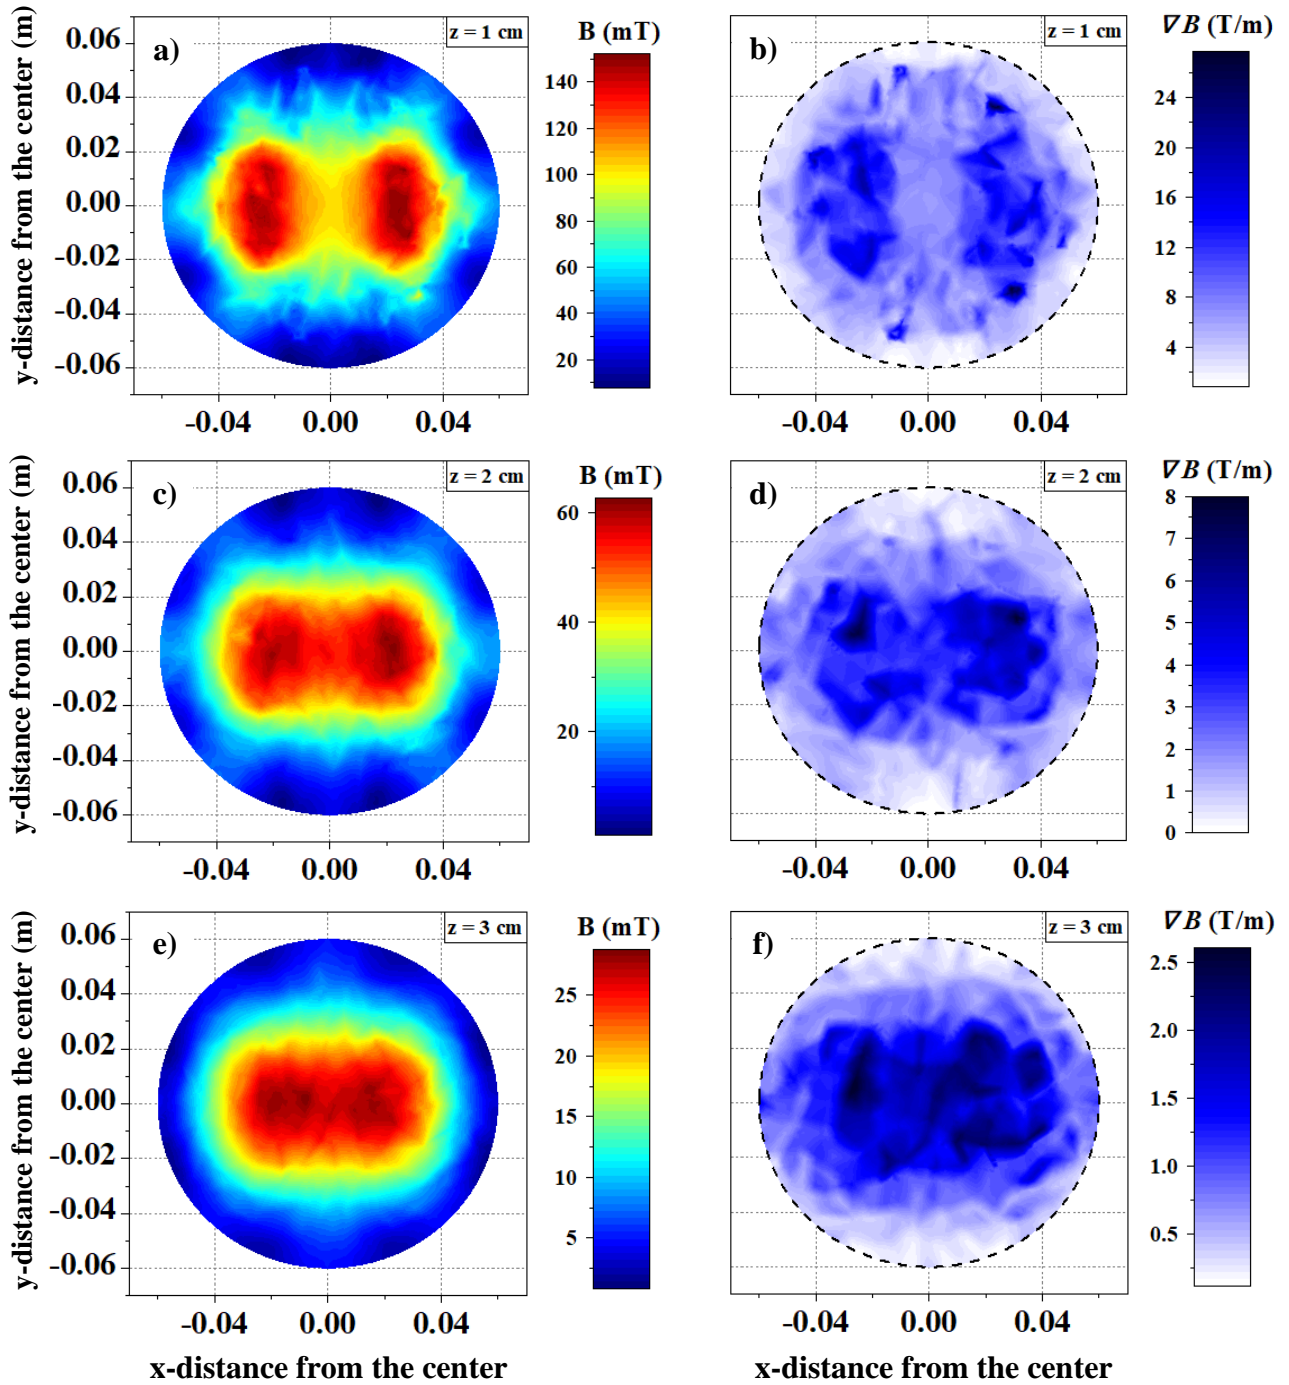 a)
z = 1 cm
B (mT)
140
120
100
80
60
40
20
y-distance from the center (m)
0.06
0.04
0.02
0.00
-0.02
-0.04
-0.06
-0.04 0.00 0.04
b)
z = 1 cm
∇B (T/m)
24
20
16
12
8
4
-0.04 0.00 0.04
c)
z = 2 cm
B (mT)
60
40
20
y-distance from the center (m)
0.06
0.04
0.02
0.00
-0.02
-0.04
-0.06
-0.04 0.00 0.04
d)
z = 2 cm
∇B (T/m)
8
7
6
5
4
3
2
1
0
-0.04 0.00 0.04
e)
z = 3 cm
B (mT)
25
20
15
10
5
y-distance from the center (m)
0.06
0.04
0.02
0.00
-0.02
-0.04
-0.06
-0.04 0.00 0.04
x-distance from the center
f)
z = 3 cm
∇B (T/m)
2.5
2.0
1.5
1.0
0.5
-0.04 0.00 0.04
x-distance from the center